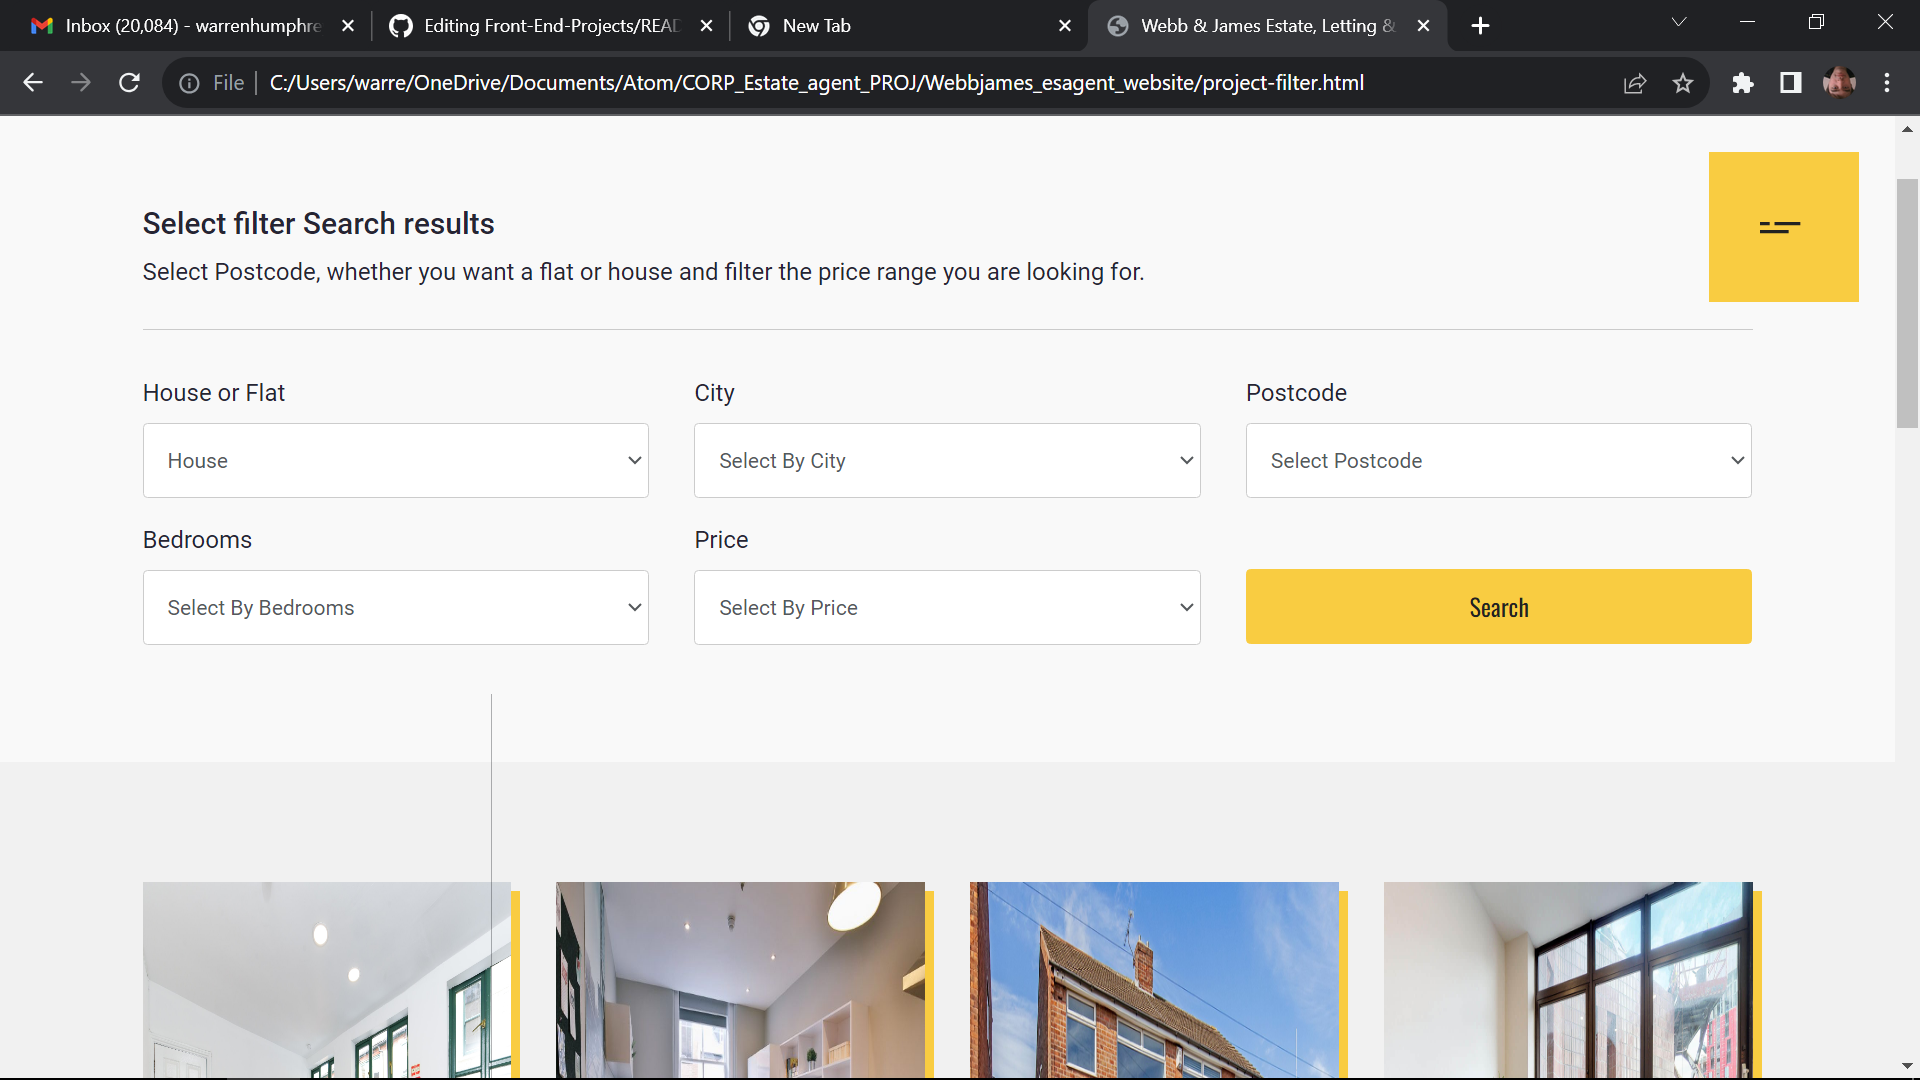 Inbox (20,084) - warrenhumphre
Editing Front-End-Projects/READ
New Tab
Webb & James Estate, Letting &
File
C:/Users/warre/OneDrive/Documents/Atom/CORP_Estate_agent_PROJ/Webbjames_esagent_website/project-filter.html
Select filter Search results
Select Postcode, whether you want a flat or house and filter the price range you are looking for.
House or Flat
City
Postcode
House
Select By City
Select Postcode
Bedrooms
Price
Select By Bedrooms
Select By Price
Search